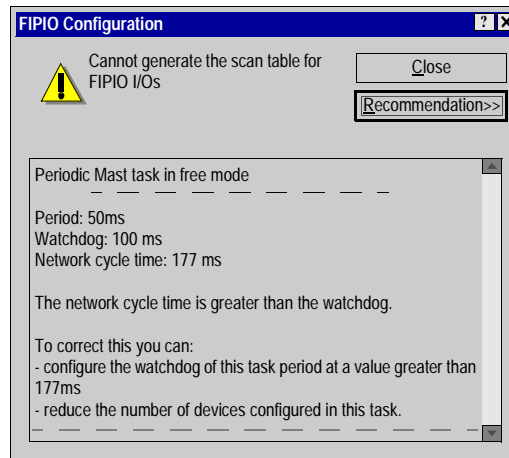 FIPIO Configuration
Cannot generate the scan table for
FIPIO I/Os
Close
Recommendation>>
Periodic Mast task in free mode
Period: 50ms
Watchdog: 100 ms
Network cycle time: 177 ms
The network cycle time is greater than the watchdog.
To correct this you can:
- configure the watchdog of this task period at a value greater than
177ms
- reduce the number of devices configured in this task.